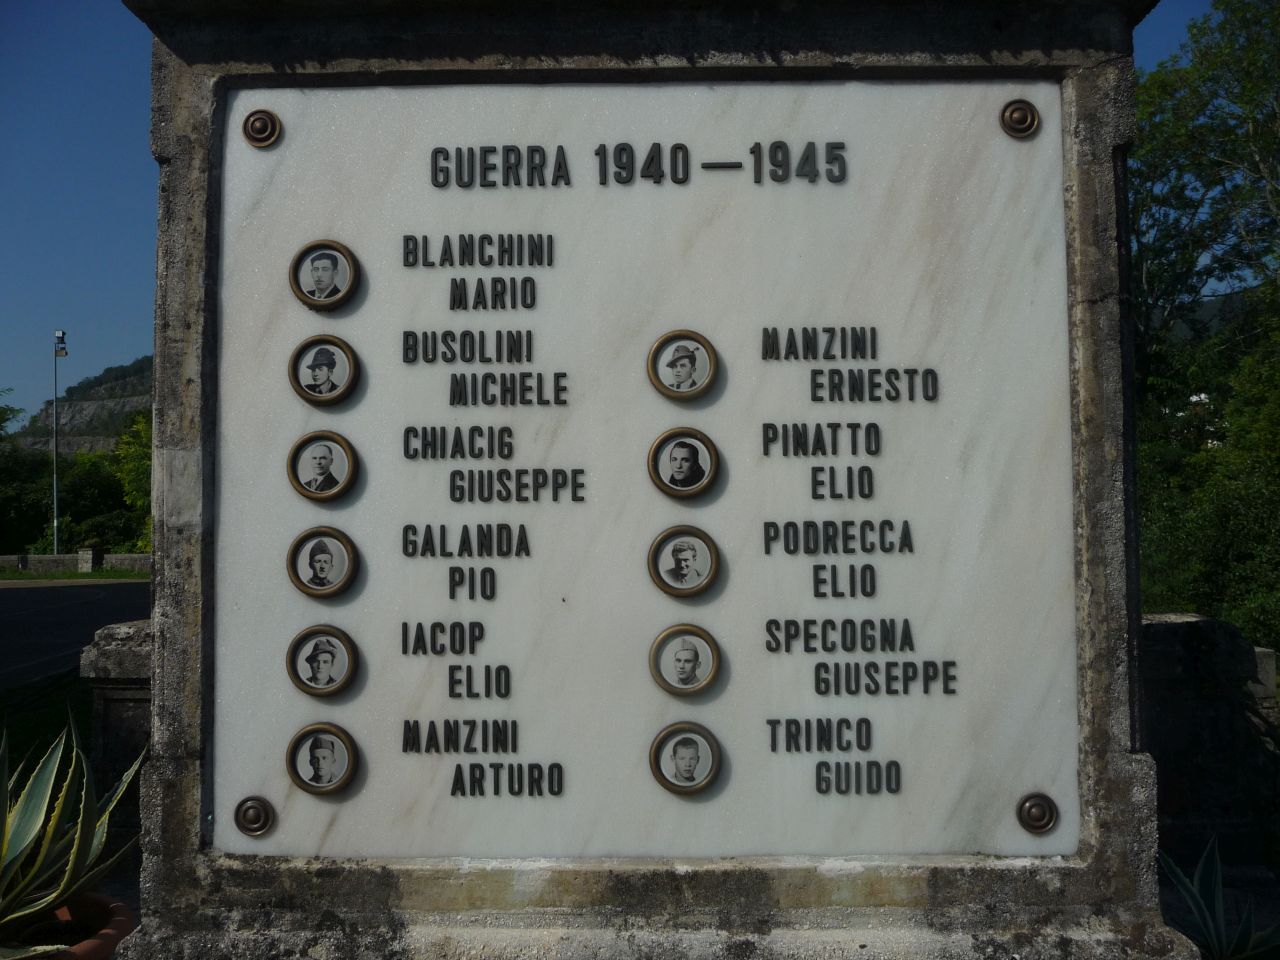 GUERRA 1940–1945
BLANCHINI
MARIO
BUSOLINI
MICHELE
CHIACIG
GIUSEPPE
GALANDA
PIO
IACOP
ELIO
MANZINI
ARTURO
MANZINI
ERNESTO
PINATTO
ELIO
PODRECCA
ELIO
SPECOGNA
GIUSEPPE
TRINCO
GUIDO